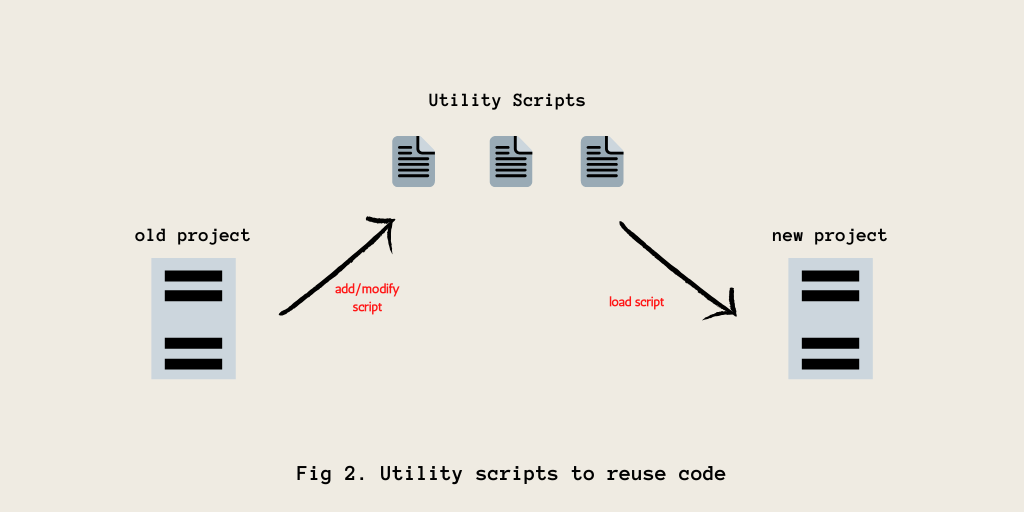 Utility Scripts
old project
new project
add/modify
script
load script
Fig 2. Utility scripts to reuse code